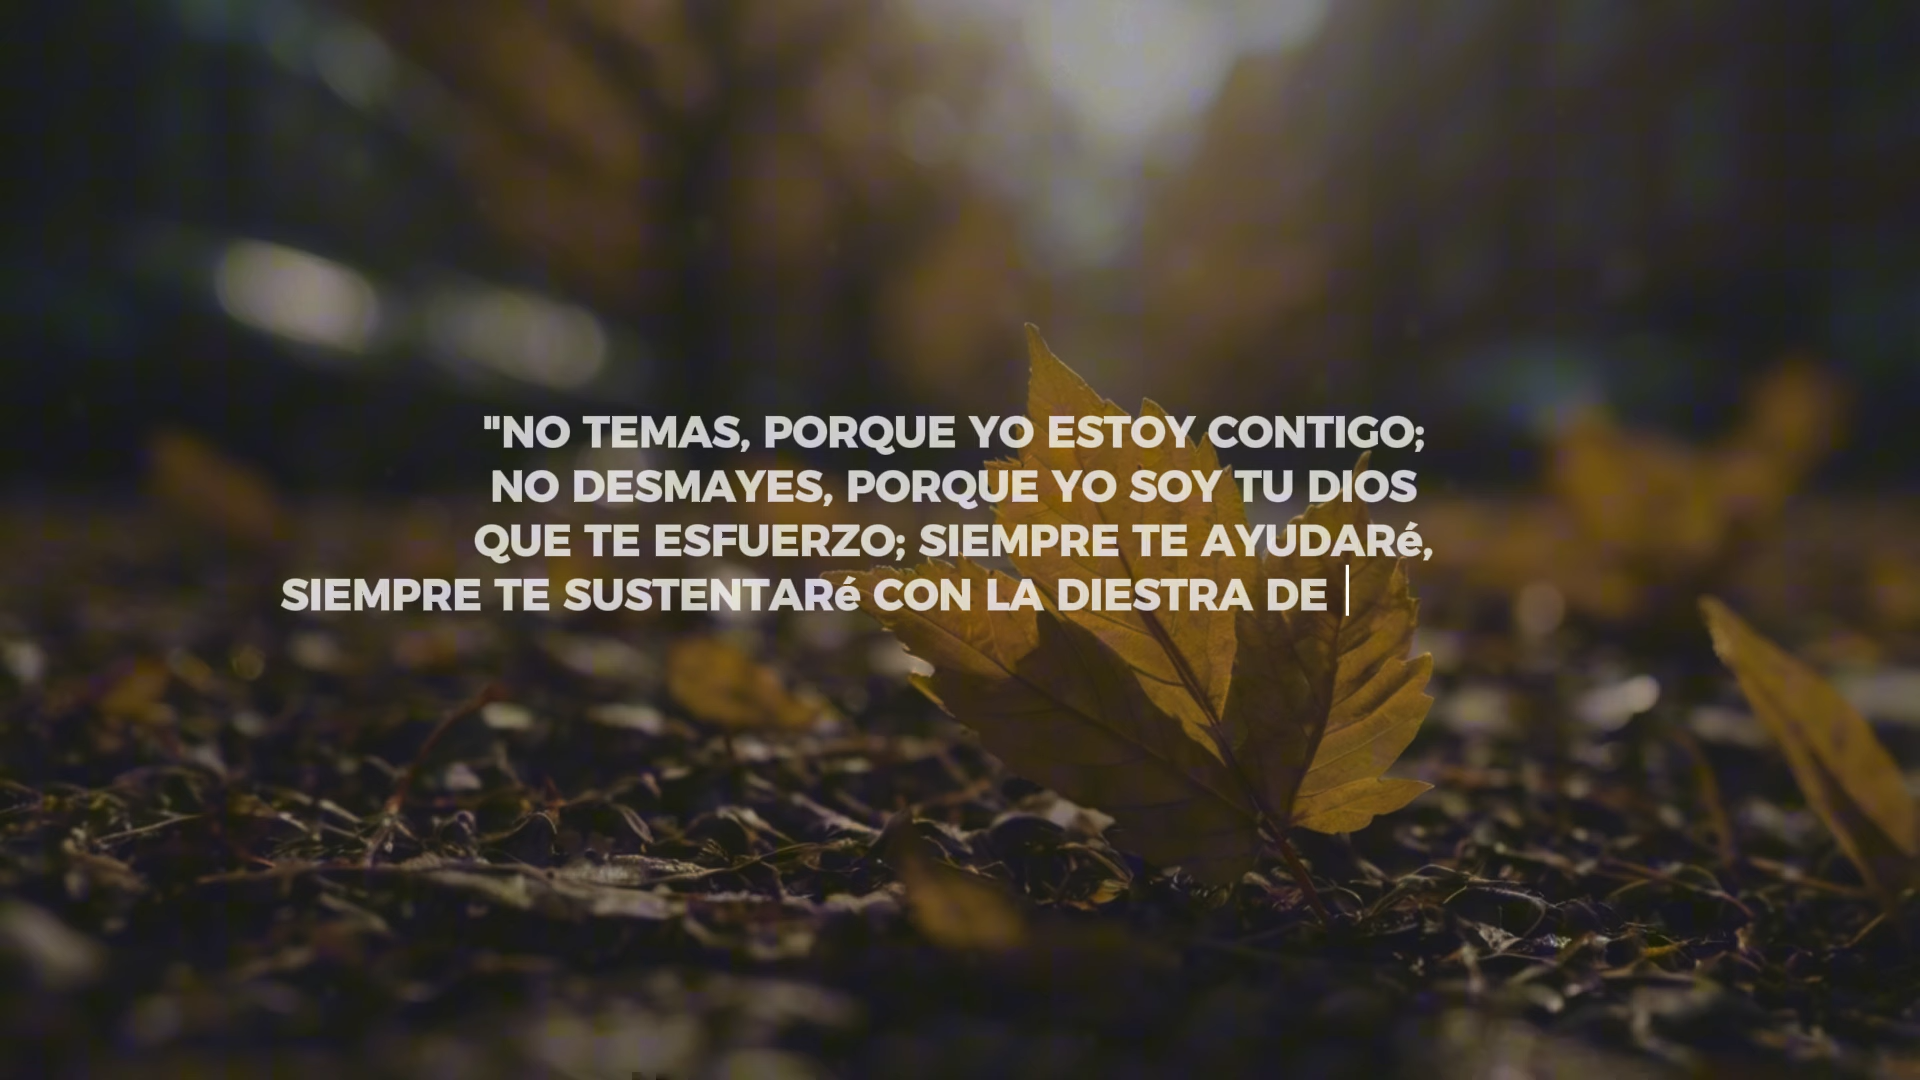 "NO TEMAS, PORQUE YO ESTOY CONTIGO;
NO DESMAYES, PORQUE YO SOY TU DIOS
QUE TE ESFUERZO; SIEMPRE TE AYUDARé,
SIEMPRE TE SUSTENTARé CON LA DIESTRA DE